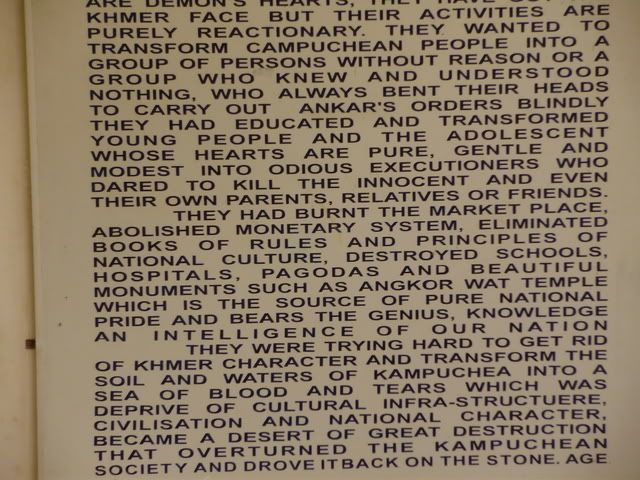 ARE DEMON'S HEARTS, THEY HAVE GOT THE
KHMER FACE BUT THEIR ACTIVITIES ARE
PURELY REACTIONARY. THEY WANTED TO
TRANSFORM CAMPUCHEAN PEOPLE INTO A
GROUP OF PERSONS WITHOUT REASON OR A
GROUP WHO KNEW AND UNDERSTOOD
NOTHING, WHO ALWAYS BENT THEIR HEADS
TO CARRY OUT ANKAR'S ORDERS BLINDLY
THEY HAD EDUCATED AND TRANSFORMED
YOUNG PEOPLE AND THE ADOLESCENT
WHOSE HEARTS ARE PURE, GENTLE AND
MODEST INTO ODIOUS EXECUTIONERS WHO
DARED TO KILL THE INNOCENT AND EVEN
THEIR OWN PARENTS, RELATIVES OR FRIENDS.
THEY HAD BURNT THE MARKET PLACE,
ABOLISHED MONETARY SYSTEM, ELIMINATED
BOOKS OF RULES AND PRINCIPLES OF
NATIONAL CULTURE, DESTROYED SCHOOLS,
HOSPITALS, PAGODAS AND BEAUTIFUL
MONUMENTS SUCH AS ANGKOR WAT TEMPLE
WHICH IS THE SOURCE OF PURE NATIONAL
PRIDE AND BEARS THE GENIUS, KNOWLEDGE
AN INTELLIGENCE OF OUR NATION
THEY WERE TRYING HARD TO GET RID
OF KHMER CHARACTER AND TRANSFORM THE
SOIL AND WATERS OF KAMPUCHEA INTO A
SEA OF BLOOD AND TEARS WHICH WAS
DEPRIVE OF CULTURAL INFRA-STRUCTUERE,
CIVILISATION AND NATIONAL CHARACTER,
BECAME A DESERT OF GREAT DESTRUCTION
THAT OVERTURNED THE KAMPUCHEAN
SOCIETY AND DROVE ITBACK ON THE STONE. AGE